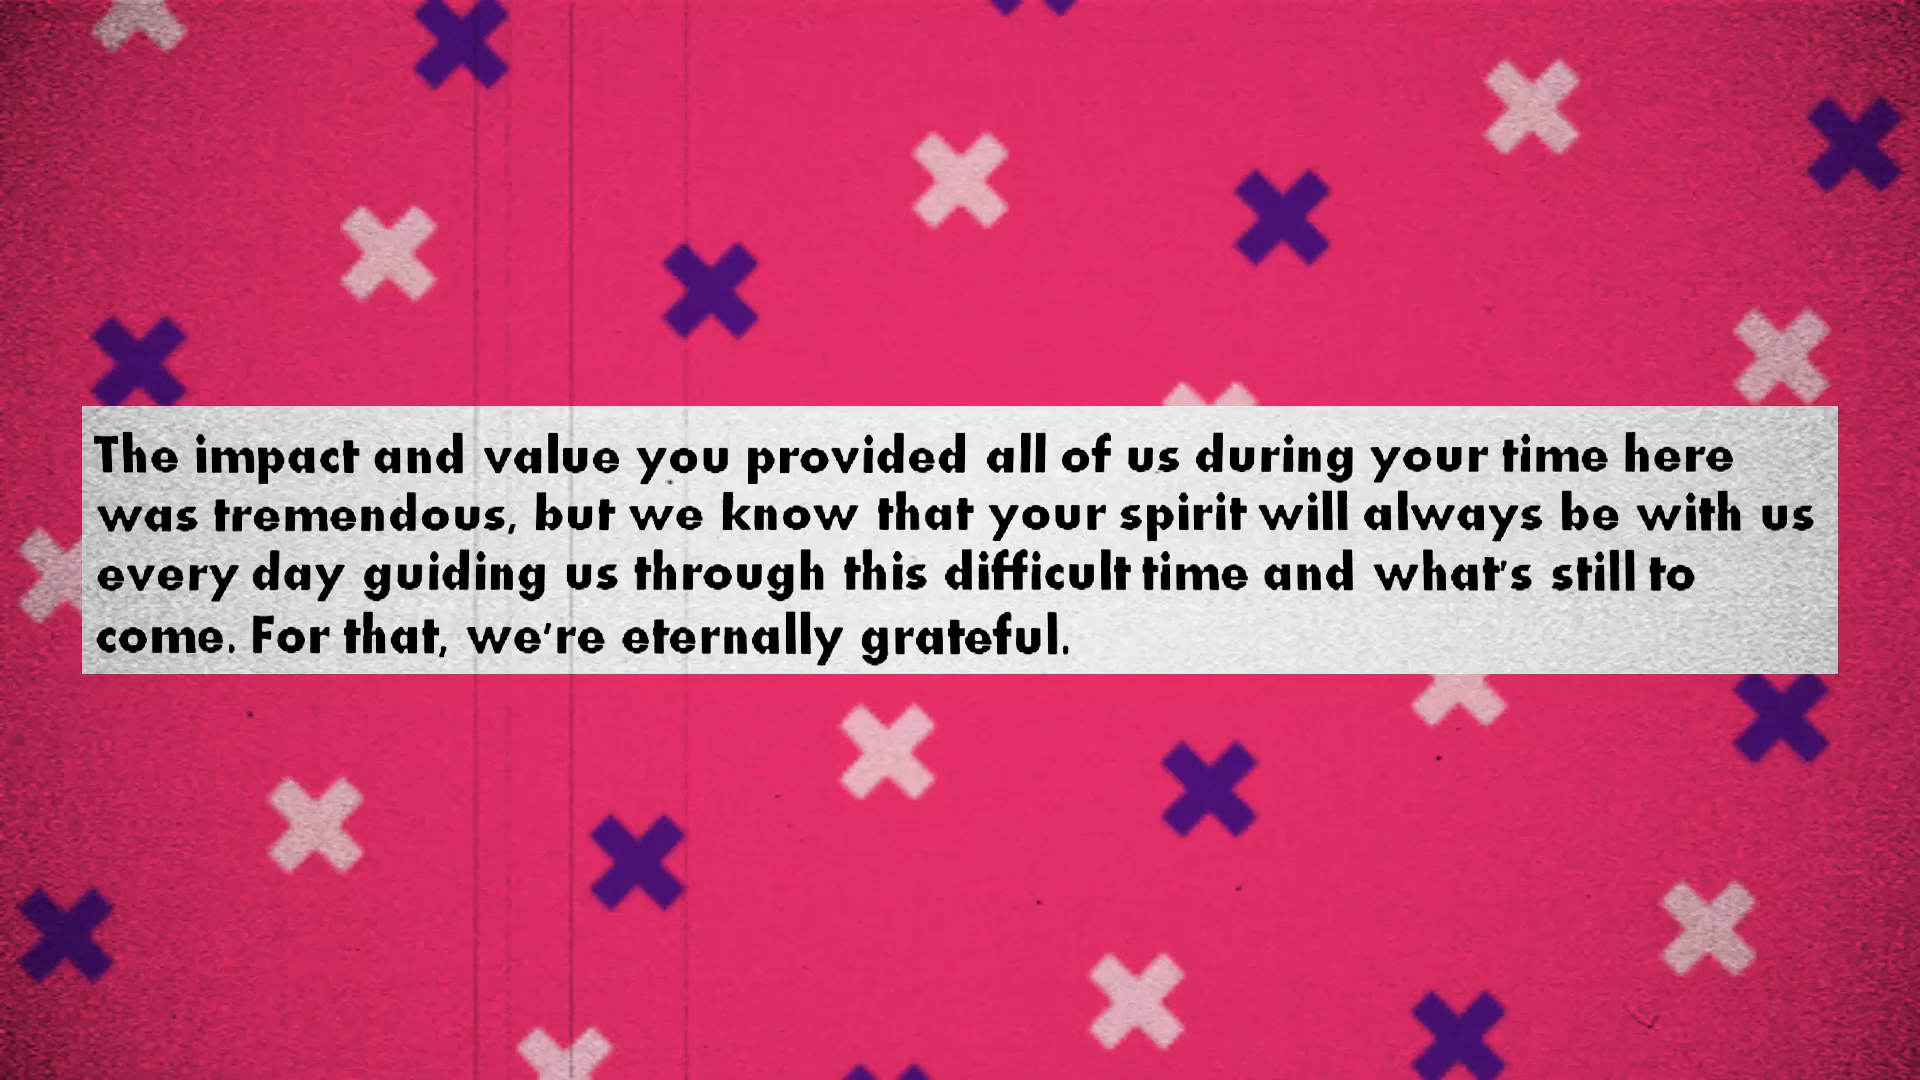 The impact and value you provided all of us during your time here
was tremendous, but we know that your spirit will always be with us
every day guiding us through this difficult time and what's still to
come. For that, we're eternally grateful.